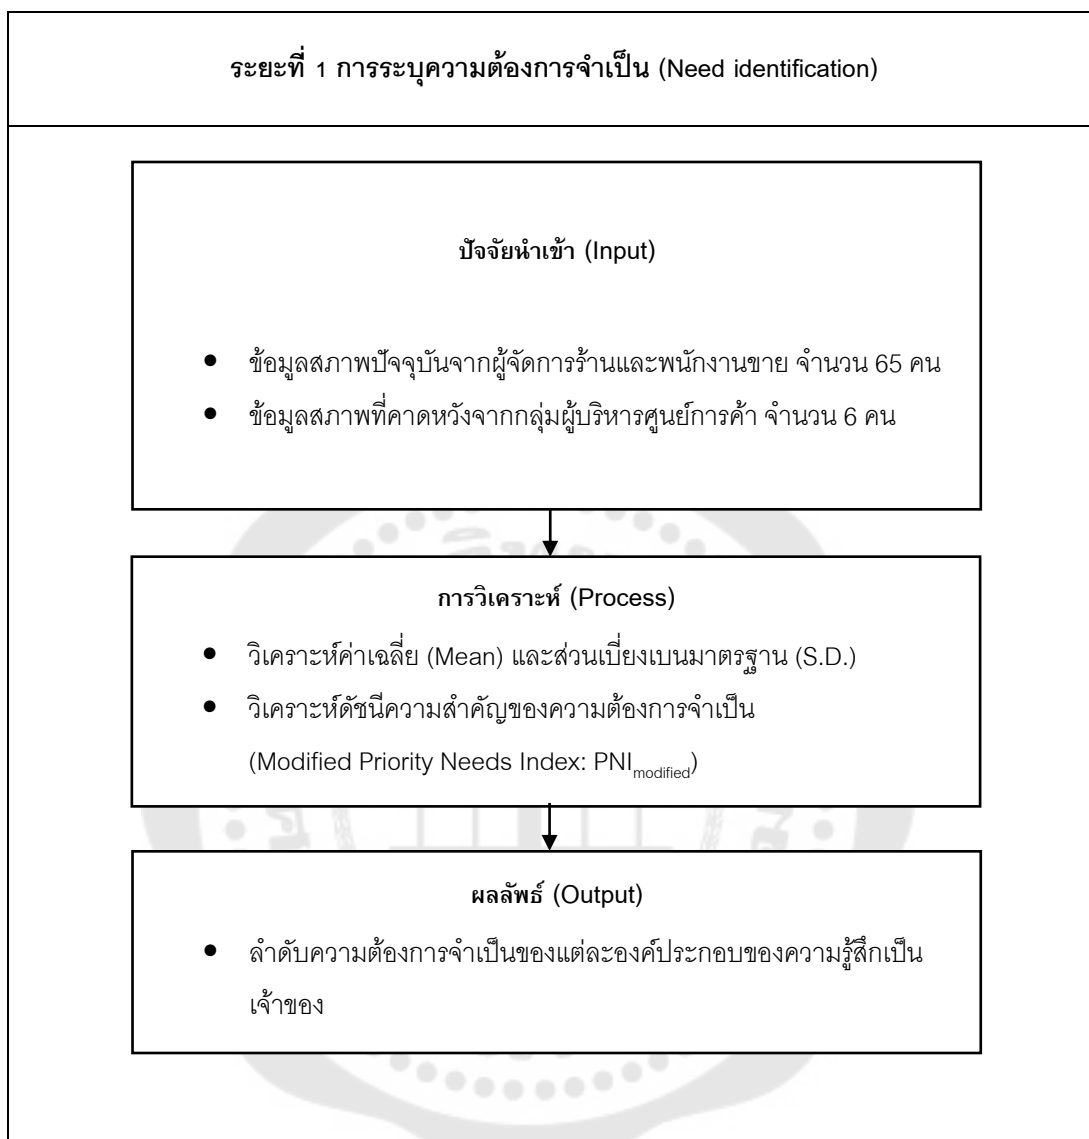 ระยะที่ 1 การระบุความต้องการจำเป็น (Need identification)
ปัจจัยนำเข้า (Input)
● ข้อมูลสภาพปัจจุบันจากผู้จัดการร้านและพนักงานขาย จำนวน 65 คน
● ข้อมูลสภาพที่คาดหวังจากกลุ่มผู้บริหารศูนย์การค้า จำนวน 6 คน
การวิเคราะห์ (Process)
● วิเคราะห์ค่าเฉลี่ย (Mean) และส่วนเบี่ยงเบนมาตรฐาน (S.D.)
● วิเคราะห์ดัชนีความสำคัญของความต้องการจำเป็น
(Modified Priority Needs Index: PNImodified)
ผลลัพธ์ (Output)
● ลำดับความต้องการจำเป็นของแต่ละองค์ประกอบของความรู้สึกเป็น
เจ้าของ